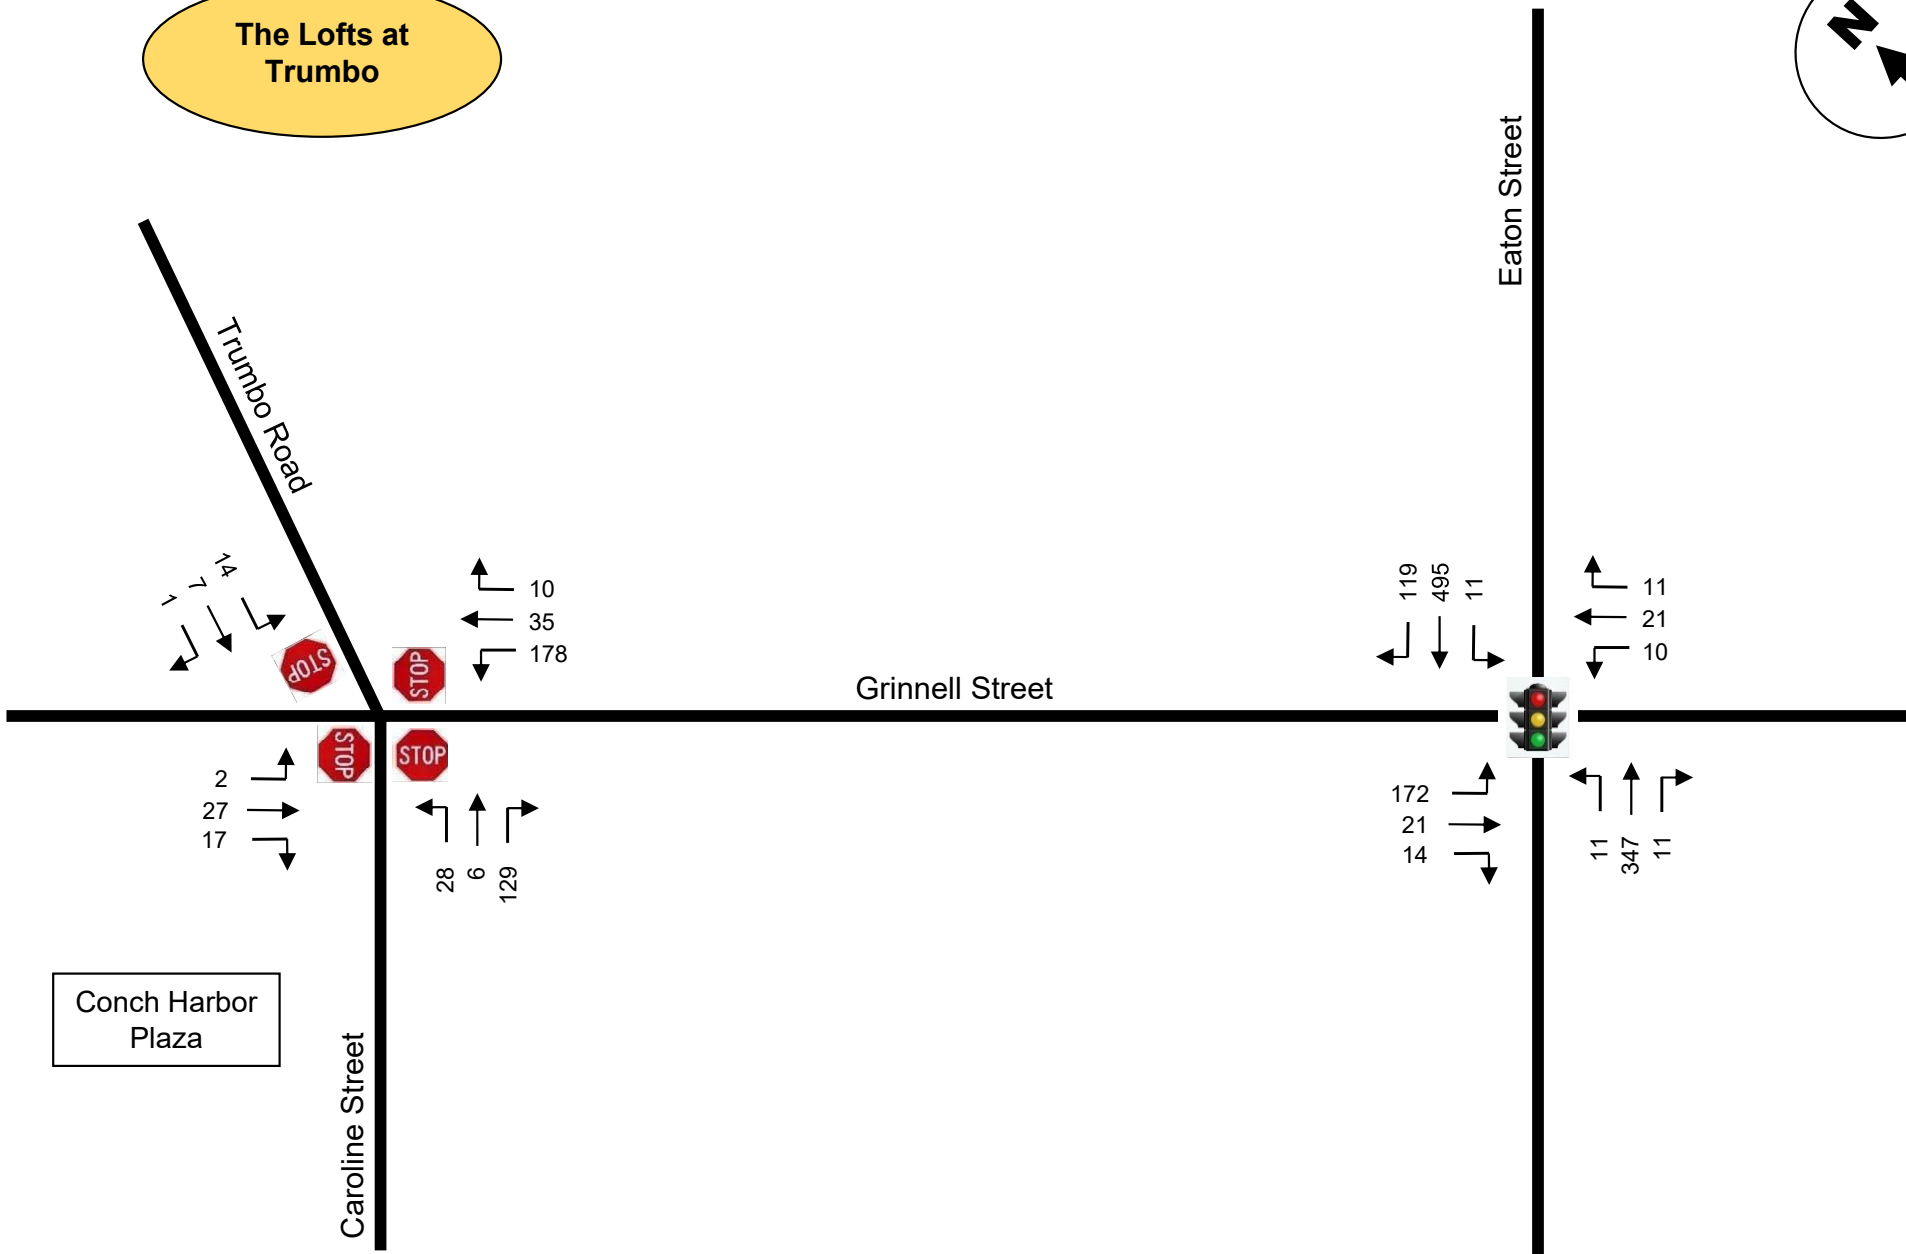 The Lofts at
Trumbo
N
Eaton Street
Trumbo Road
14
7
1
10
35
178
STOP
STOP
Grinnell Street
119
495
11
11
21
10
STOP
STOP
2
27
17
28
6
129
172
21
14
11
347
11
Conch Harbor
Plaza
Caroline Street